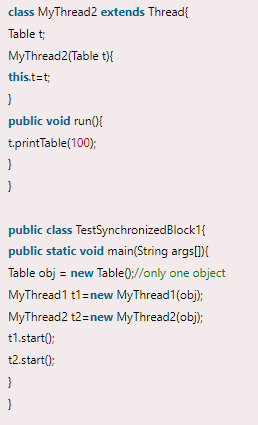 class MyThread2 extends Thread{
Table t;
MyThread2(Table t){
this.t=t;
}
public void run(){
t.printTable(100);
}
}
public class TestSynchronizedBlock1{
public static void main(String args[]){
Table obj = new Table();//only one object
MyThread1 t1=new MyThread1(obj);
MyThread2 t2=new MyThread2(obj);
t1.start();
t2.start();
}
}